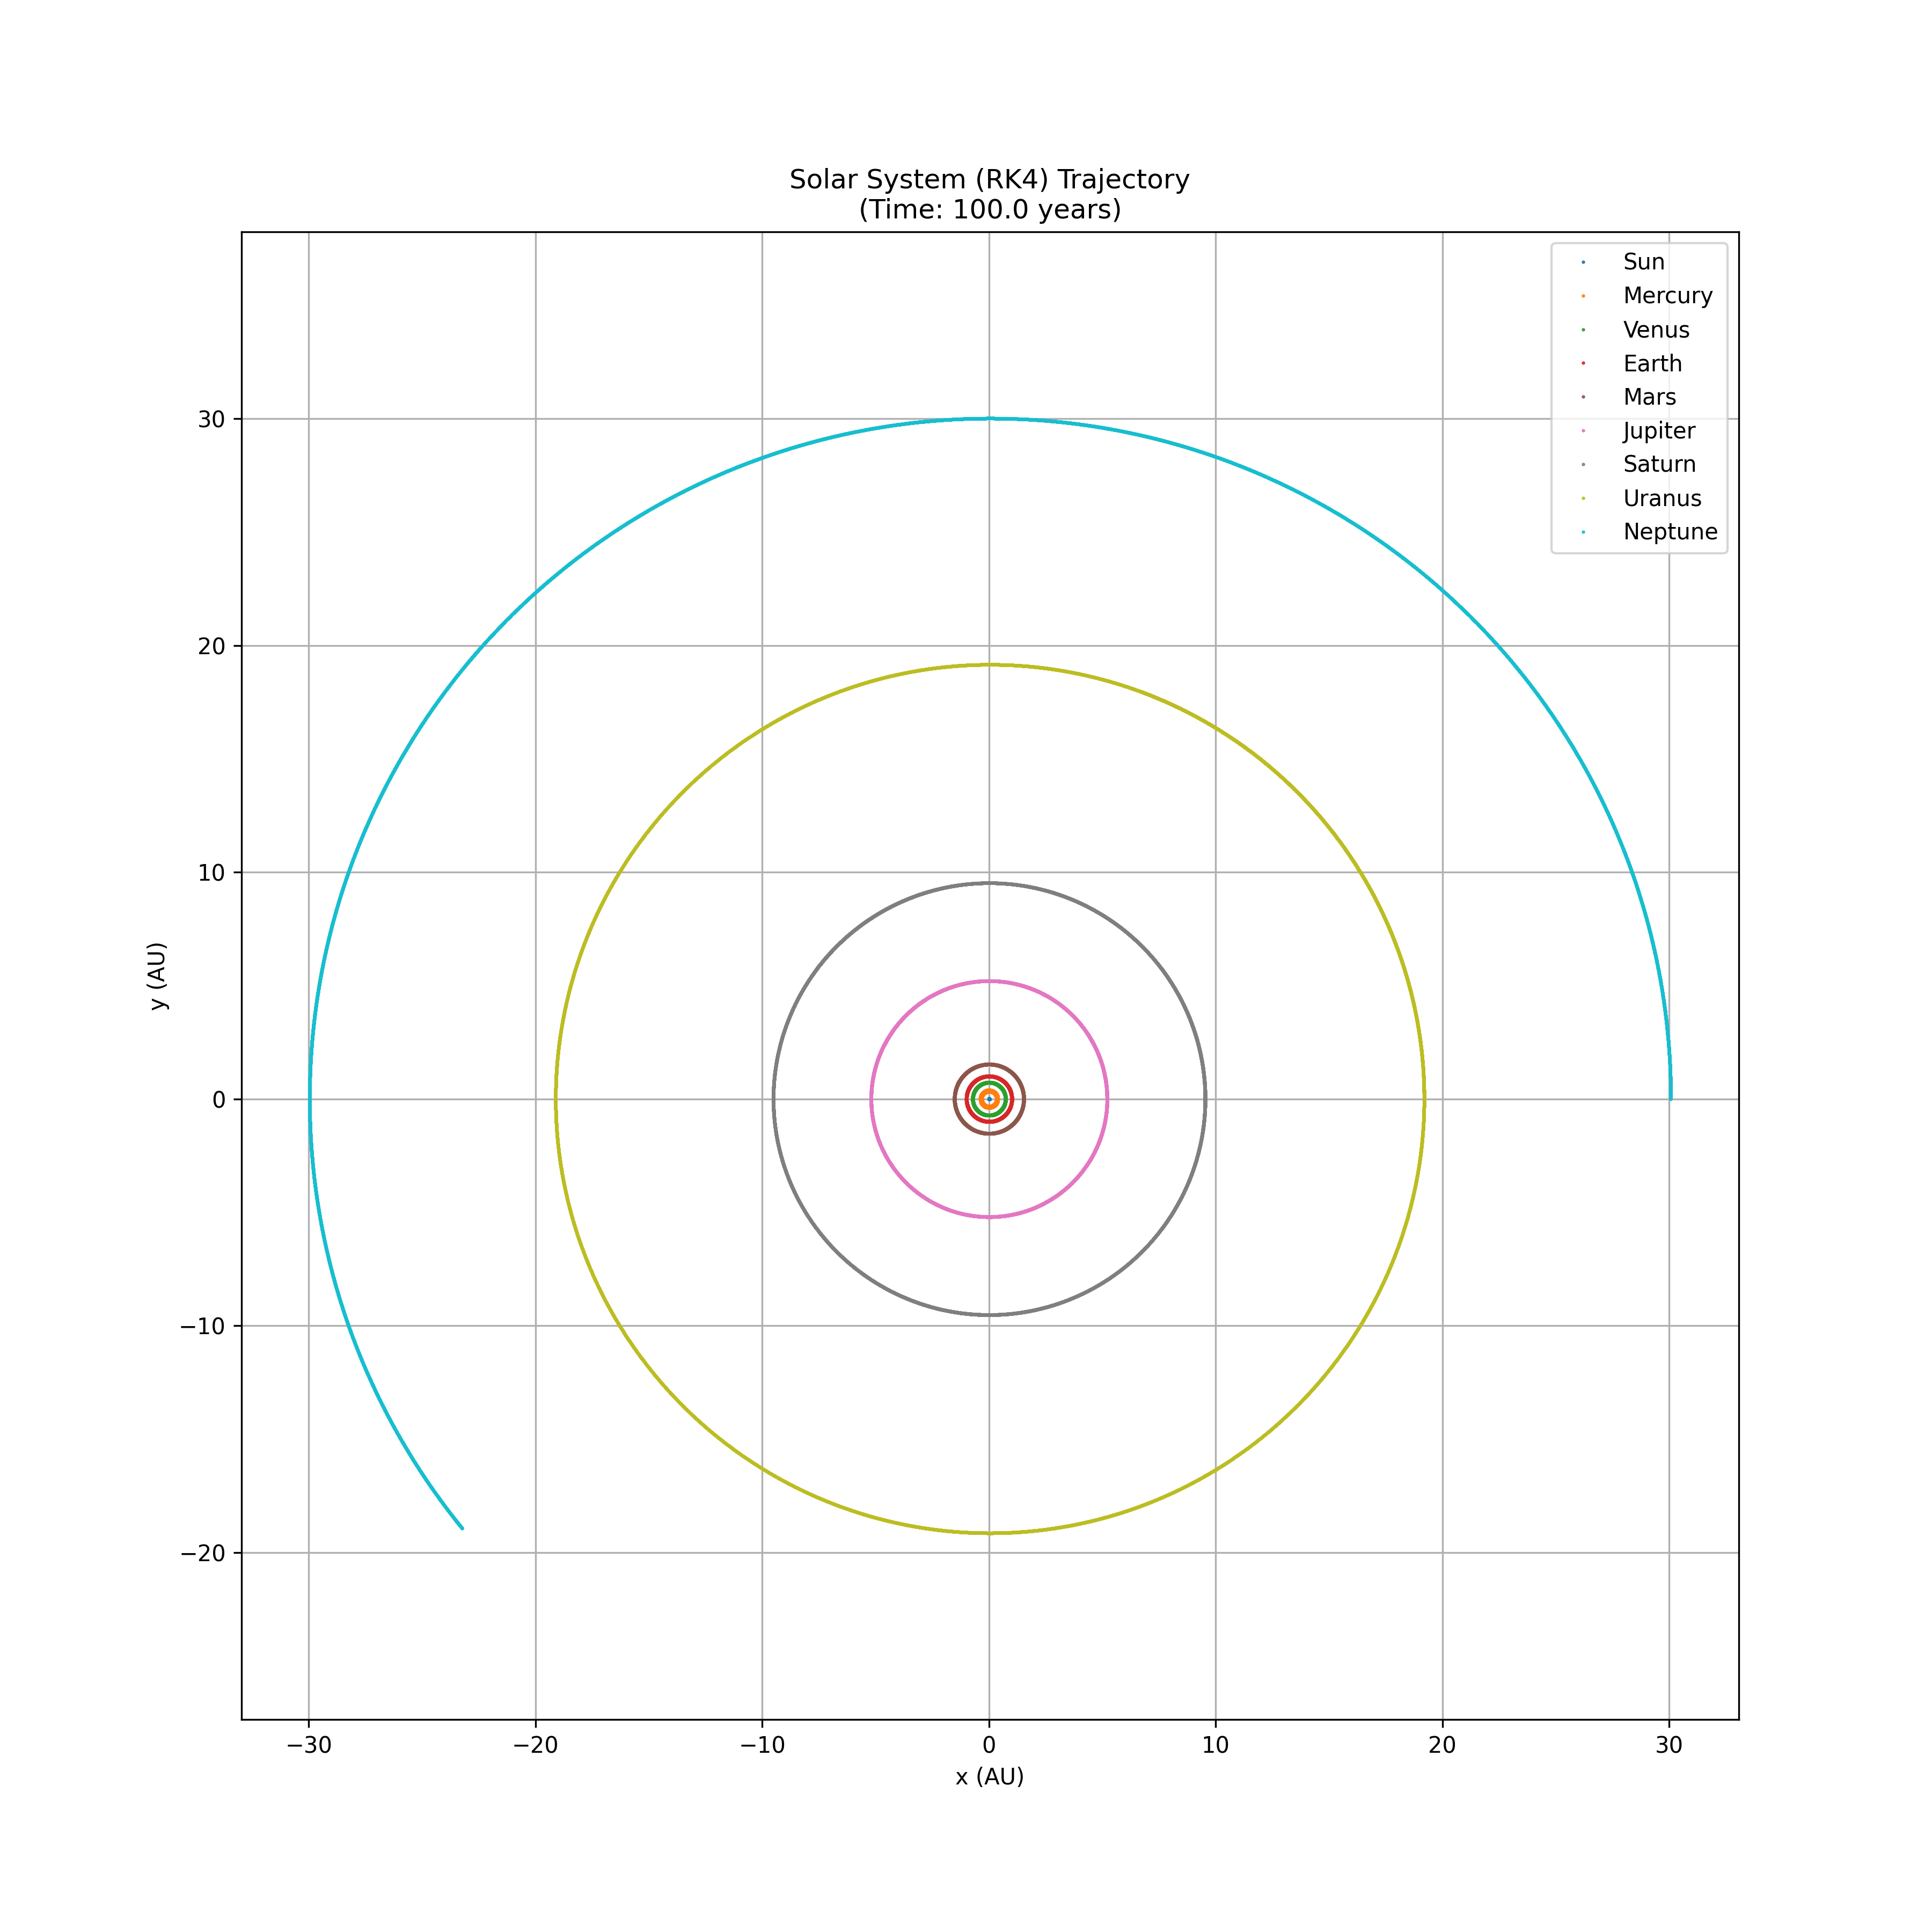 Solar System (RK4) Trajectory
(Time: 100.0 years)
Sun
Mercury
Venus
Earth
Mars
Jupiter
Saturn
Uranus
Neptune
30
20
10
0
−10
−20
y (AU)
−30
−20
−10
0
10
20
30
x (AU)